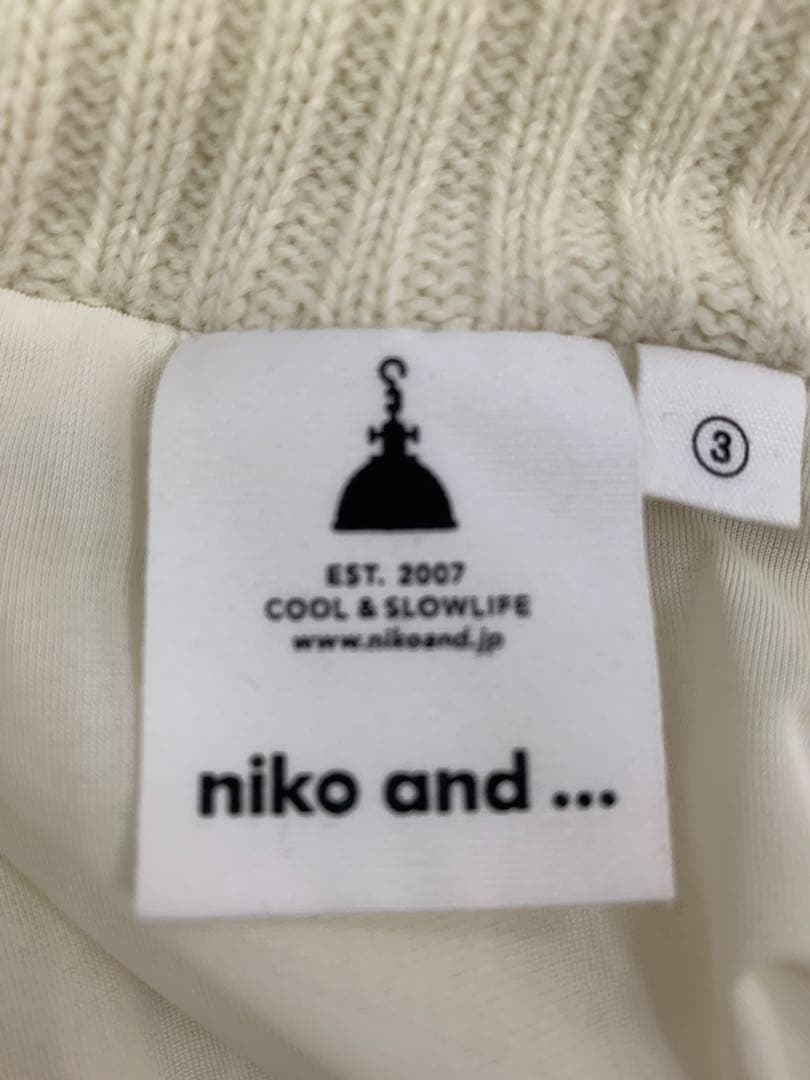 EST. 2007
COOL & SLOWLIFE
www.nikoand.jp
niko and ...
③